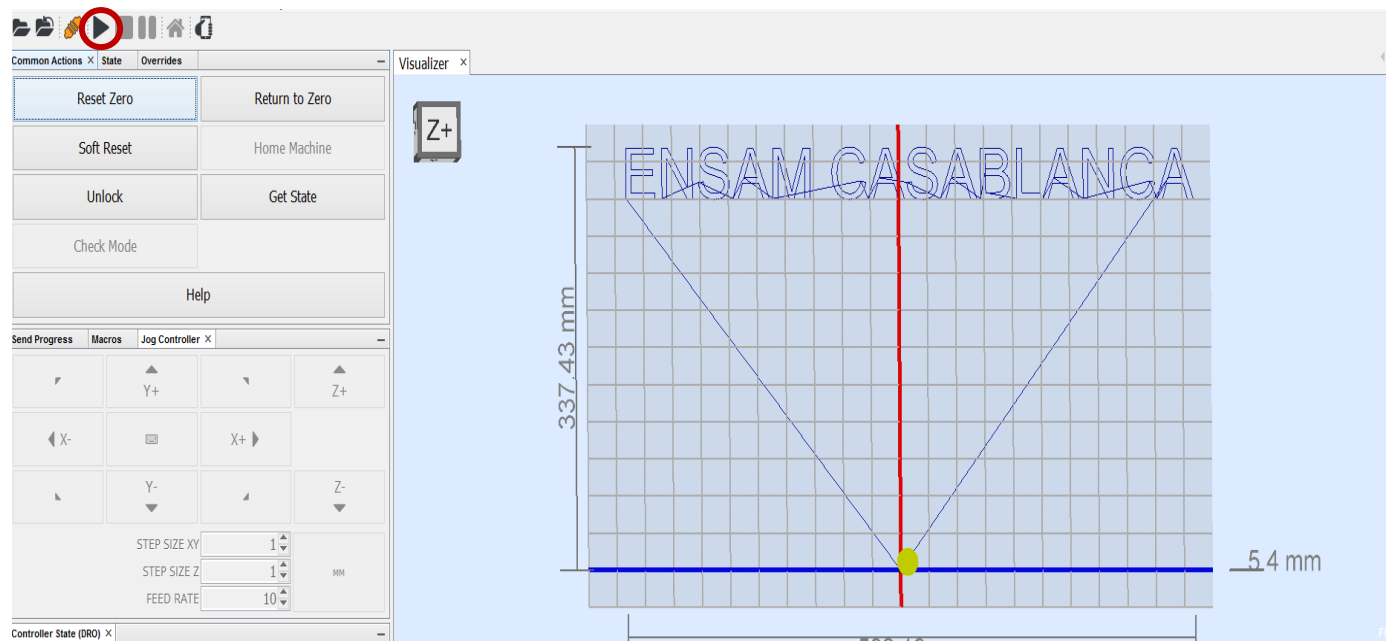 Common Actions × State Overrides
Reset Zero Return to Zero
Soft Reset Home Machine
Unlock Get State
Check Mode
Help
Send Progress Macros Jog Controller ×
Y+ Z+
X- X+
Y- Z-
STEP SIZE XY 1
STEP SIZE Z 1 MM
FEED RATE 10
Controller State (DRO) ×
Visualizer ×
Z+
ENSAM CASABLANCA
337.43 mm
5.4 mm